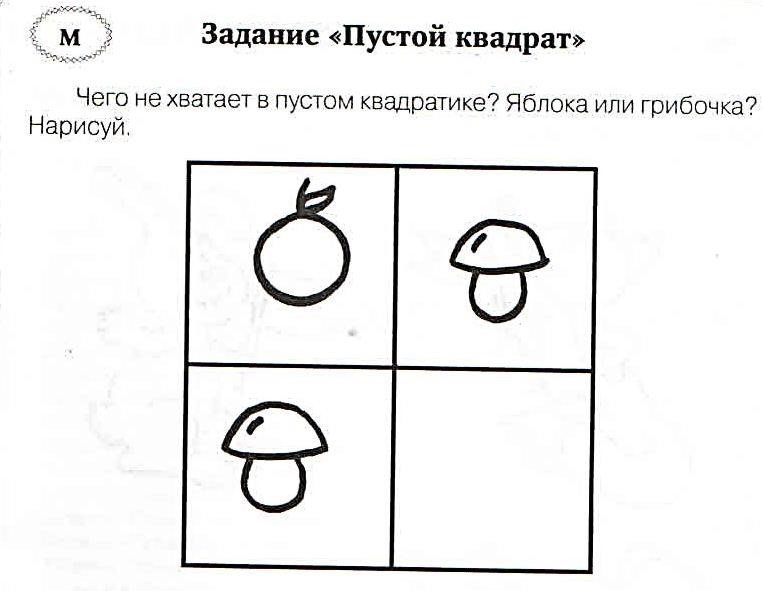 М
Задание «Пустой квадрат»
Чего не хватает в пустом квадратике? Яблока или грибочка?
Нарисуй.